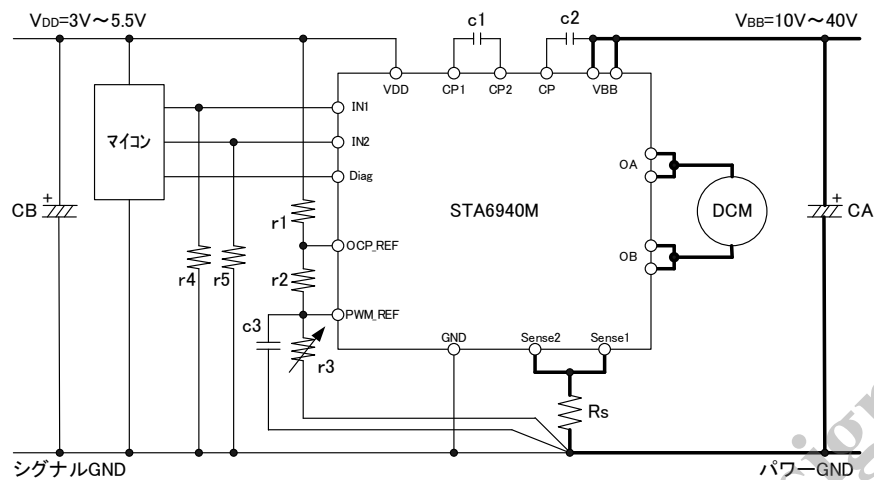 VDD=3V～5.5V
c1
c2
VBB=10V～40V
VDD
CP1
CP2
CP
VBB
マイコン
IN1
IN2
Diag
OA
CB
+
r1
STA6940M
DCM
+
CA
OCP_REF
OB
r4
r5
r2
PWM_REF
c3
r3
GND
Sense2
Sense1
Rs
シグナルGND
パワーGND